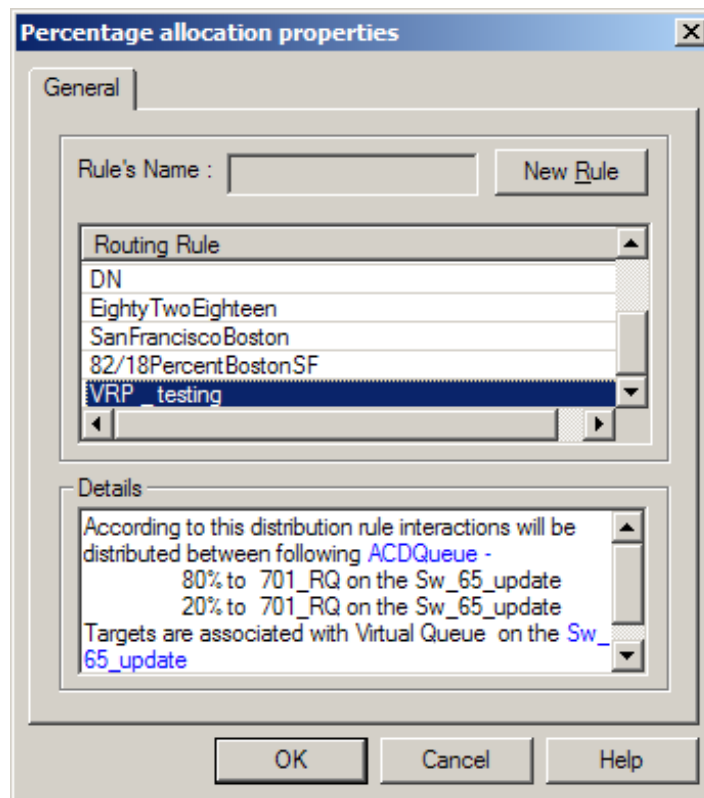 Percentage allocation properties
General
Rule's Name :
New Rule
Routing Rule
DN
EightyTwoEighteen
SanFranciscoBoston
82/18PercentBostonSF
VRP _ testing
Details
According to this distribution rule interactions will be
distributed between following ACDQueue -
80% to 701_RQ on the Sw_65_update
20% to 701_RQ on the Sw_65_update
Targets are associated with Virtual Queue on the Sw_
65_update
OK
Cancel
Help